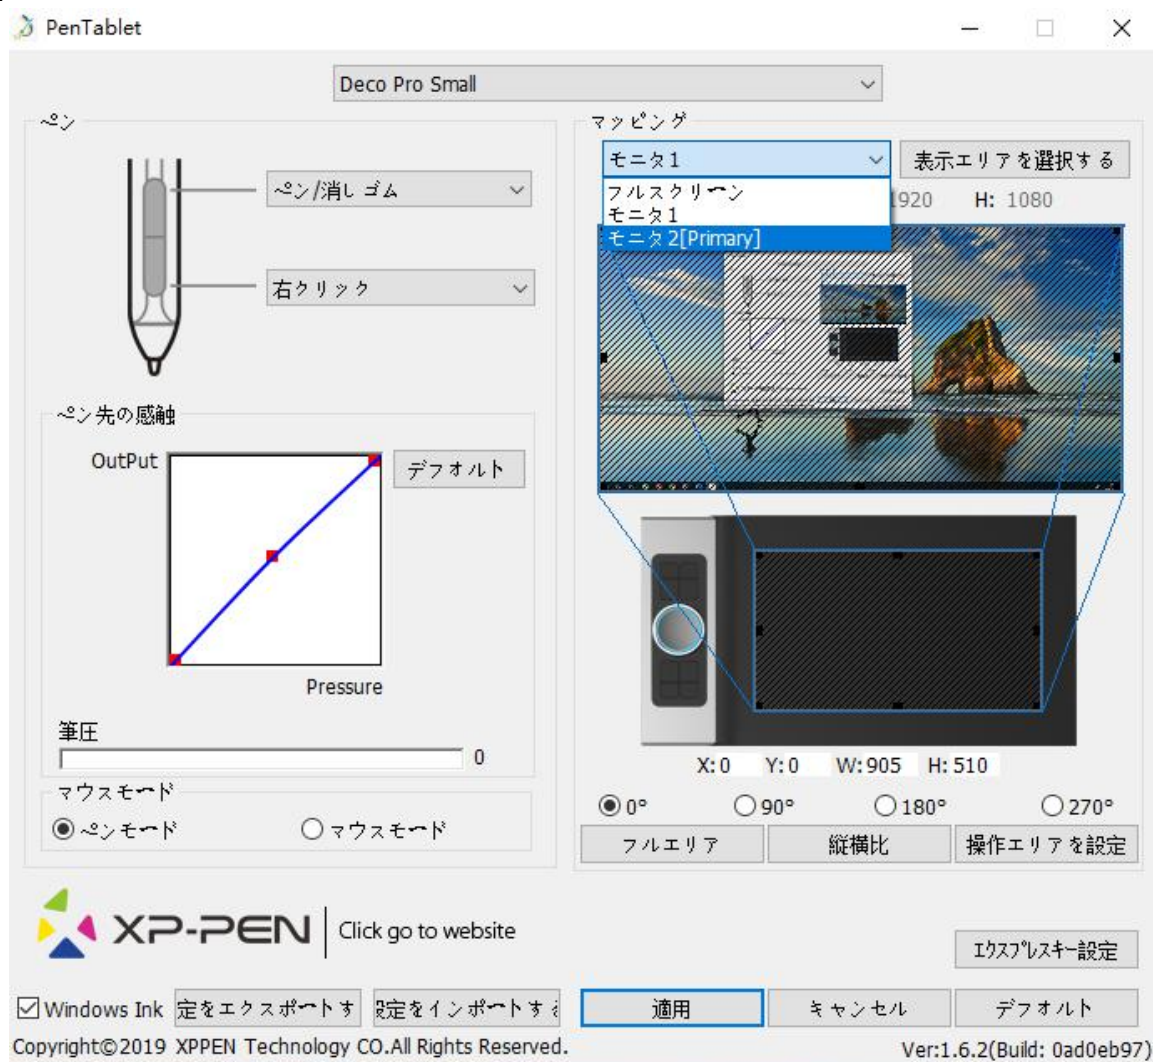 PenTablet
Deco Pro Small
ペン
ペン/消しゴム
右クリック
ペン先の感触
OutPut
デフォルト
Pressure
筆圧
0
マウスモード
ペンモード
マウスモード
マッピング
モニタ1
表示エリアを選択する
フルスクリーン
モニタ1
モニタ2[Primary]
1920 H: 1080
X: 0 Y: 0 W: 905 H: 510
0° 90° 180° 270°
フルエリア
縦横比
操作エリアを設定
XP-PEN
Click go to website
エクスプレスキー設定
Windows Ink
定をエクスポートす
設定をインポートする
適用
キャンセル
デフォルト
Copyright©2019 XPPEN Technology CO.All Rights Reserved.
Ver:1.6.2(Build: 0ad0eb97)